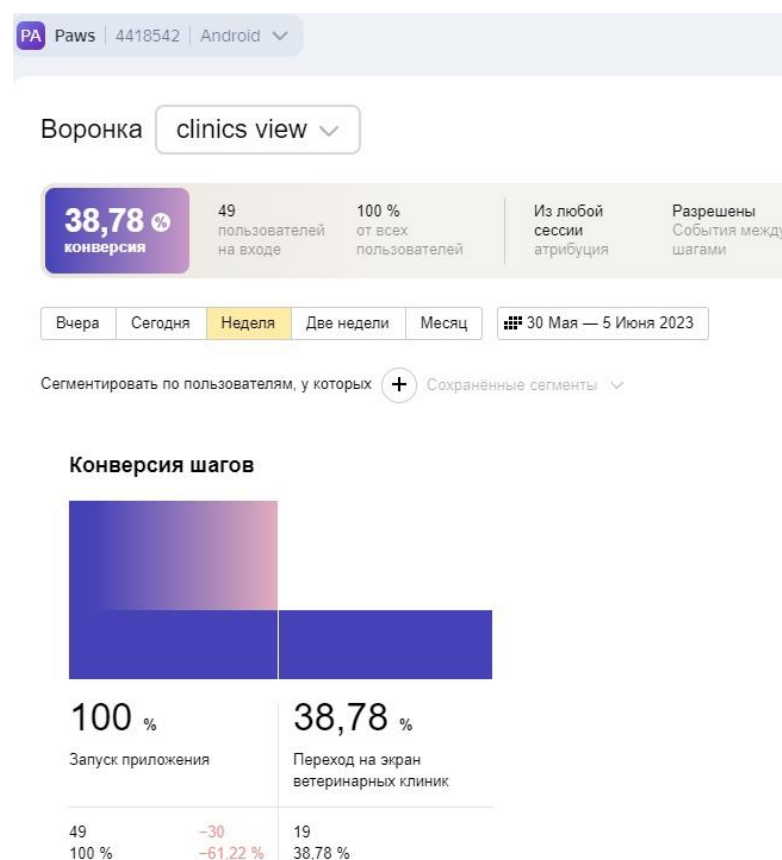 PA Paws 4418542 Android
Воронка clinics view
38,78 %
конверсия
49
пользователей
на входе
100 %
от всех
пользователей
Из любой
сессии
атрибуция
Разрешены
События между
шагами
Вчера Сегодня Неделя Две недели Месяц 30 Мая — 5 Июня 2023
Сегментировать по пользователям, у которых + Сохранённые сегменты
Конверсия шагов
100 %
Запуск приложения
38,78 %
Переход на экран
ветеринарных клиник
49 −30
100 % −61,22 %
19
38,78 %